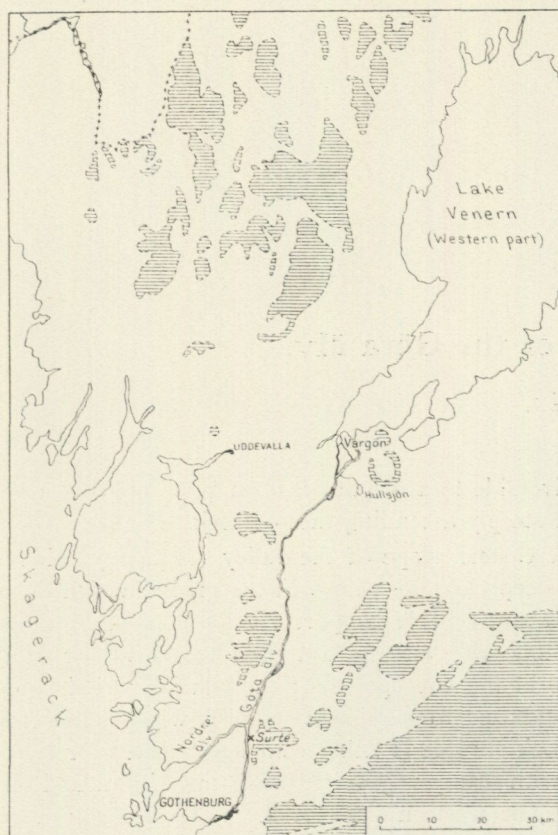 Lake
Venern
(Western part)
UDDEVALLA
Vargön
Hullsjön
Skagerack
Göta älv
Nordre
älv
Surte
GOTHENBURG
0 10 20 30 km